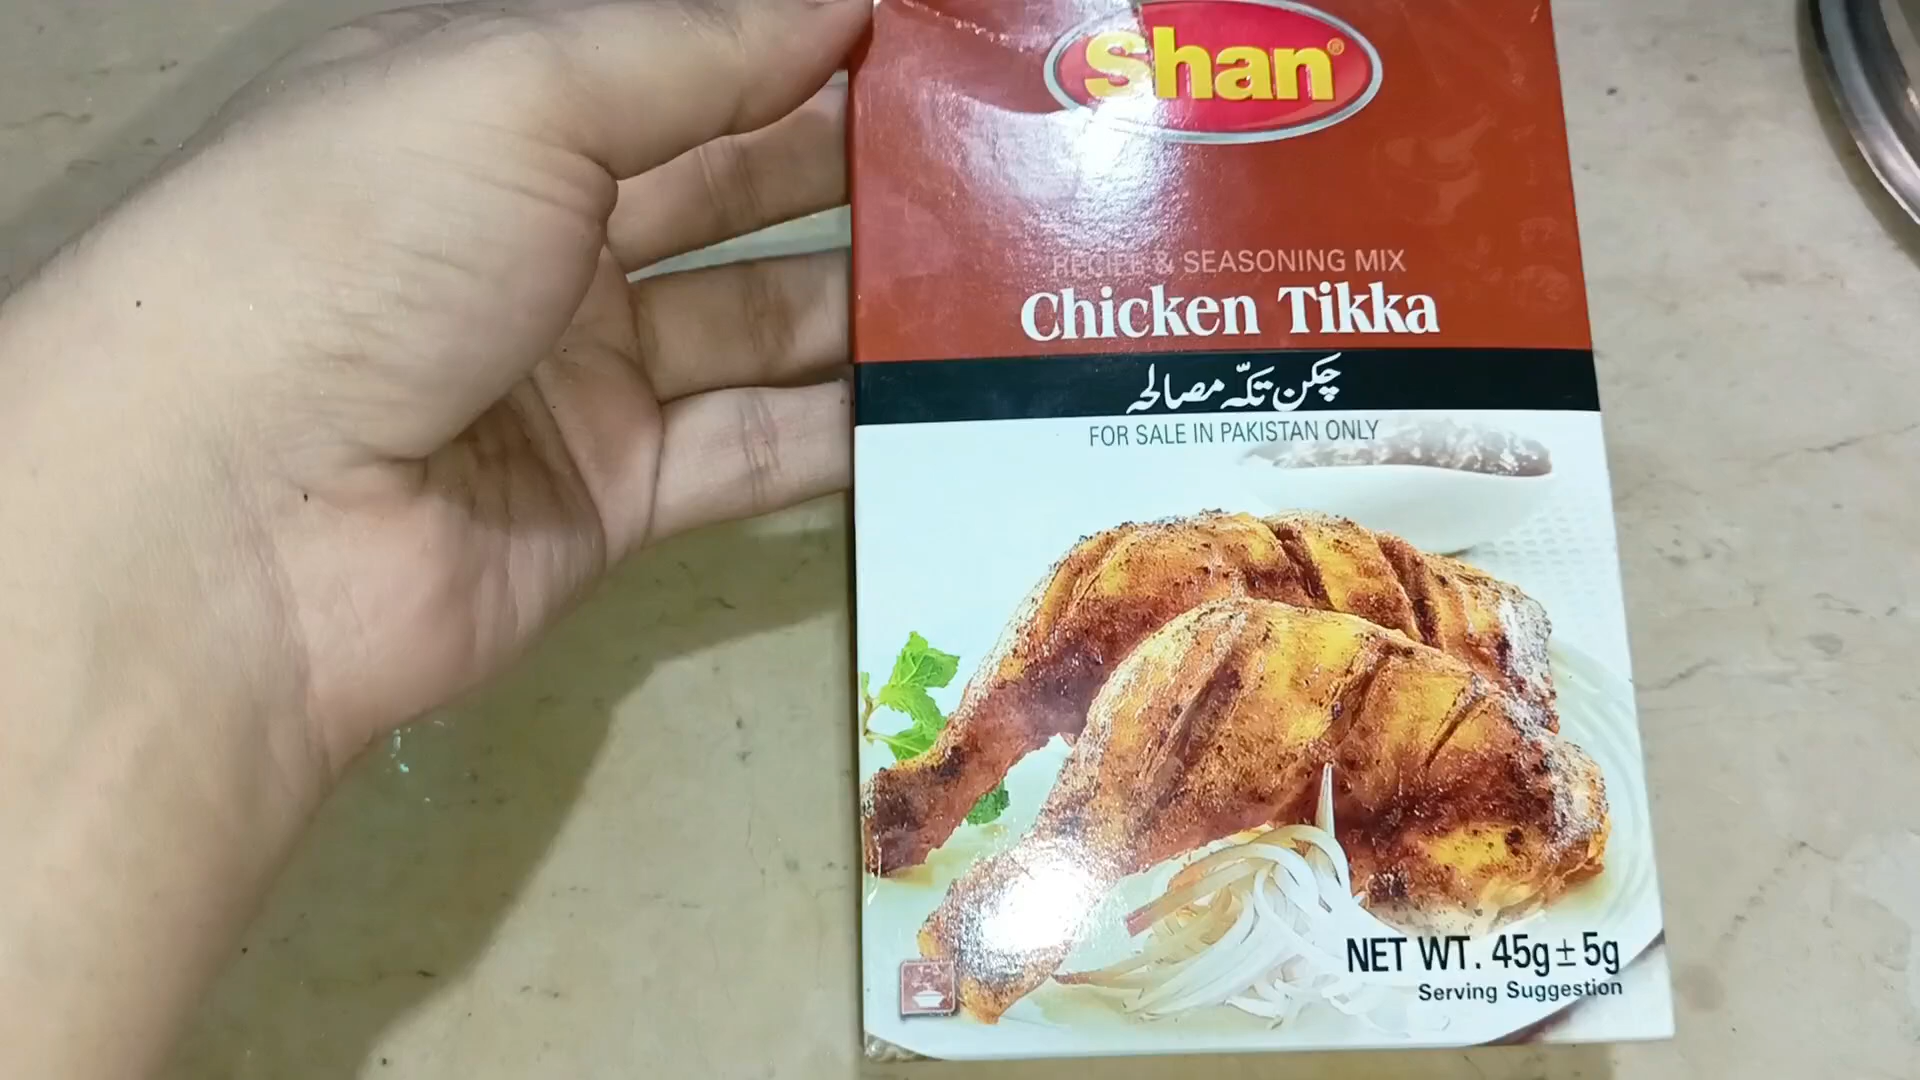 Shan®
RECIPE & SEASONING MIX
Chicken Tikka
چکن تکّہ مصالحہ
FOR SALE IN PAKISTAN ONLY
NET WT. 45g ± 5g
Serving Suggestion